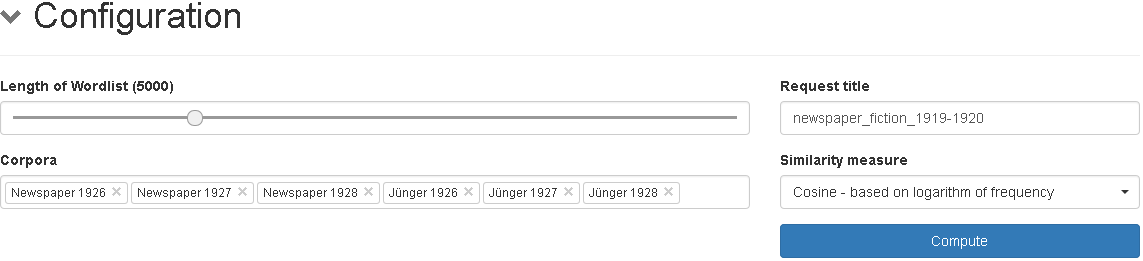 Configuration
Length of Wordlist (5000)
Request title
newspaper_fiction_1919-1920
Corpora
Newspaper 1926 × Newspaper 1927 × Newspaper 1928 × Jünger 1926 × Jünger 1927 × Jünger 1928 ×
Similarity measure
Cosine - based on logarithm of frequency
Compute